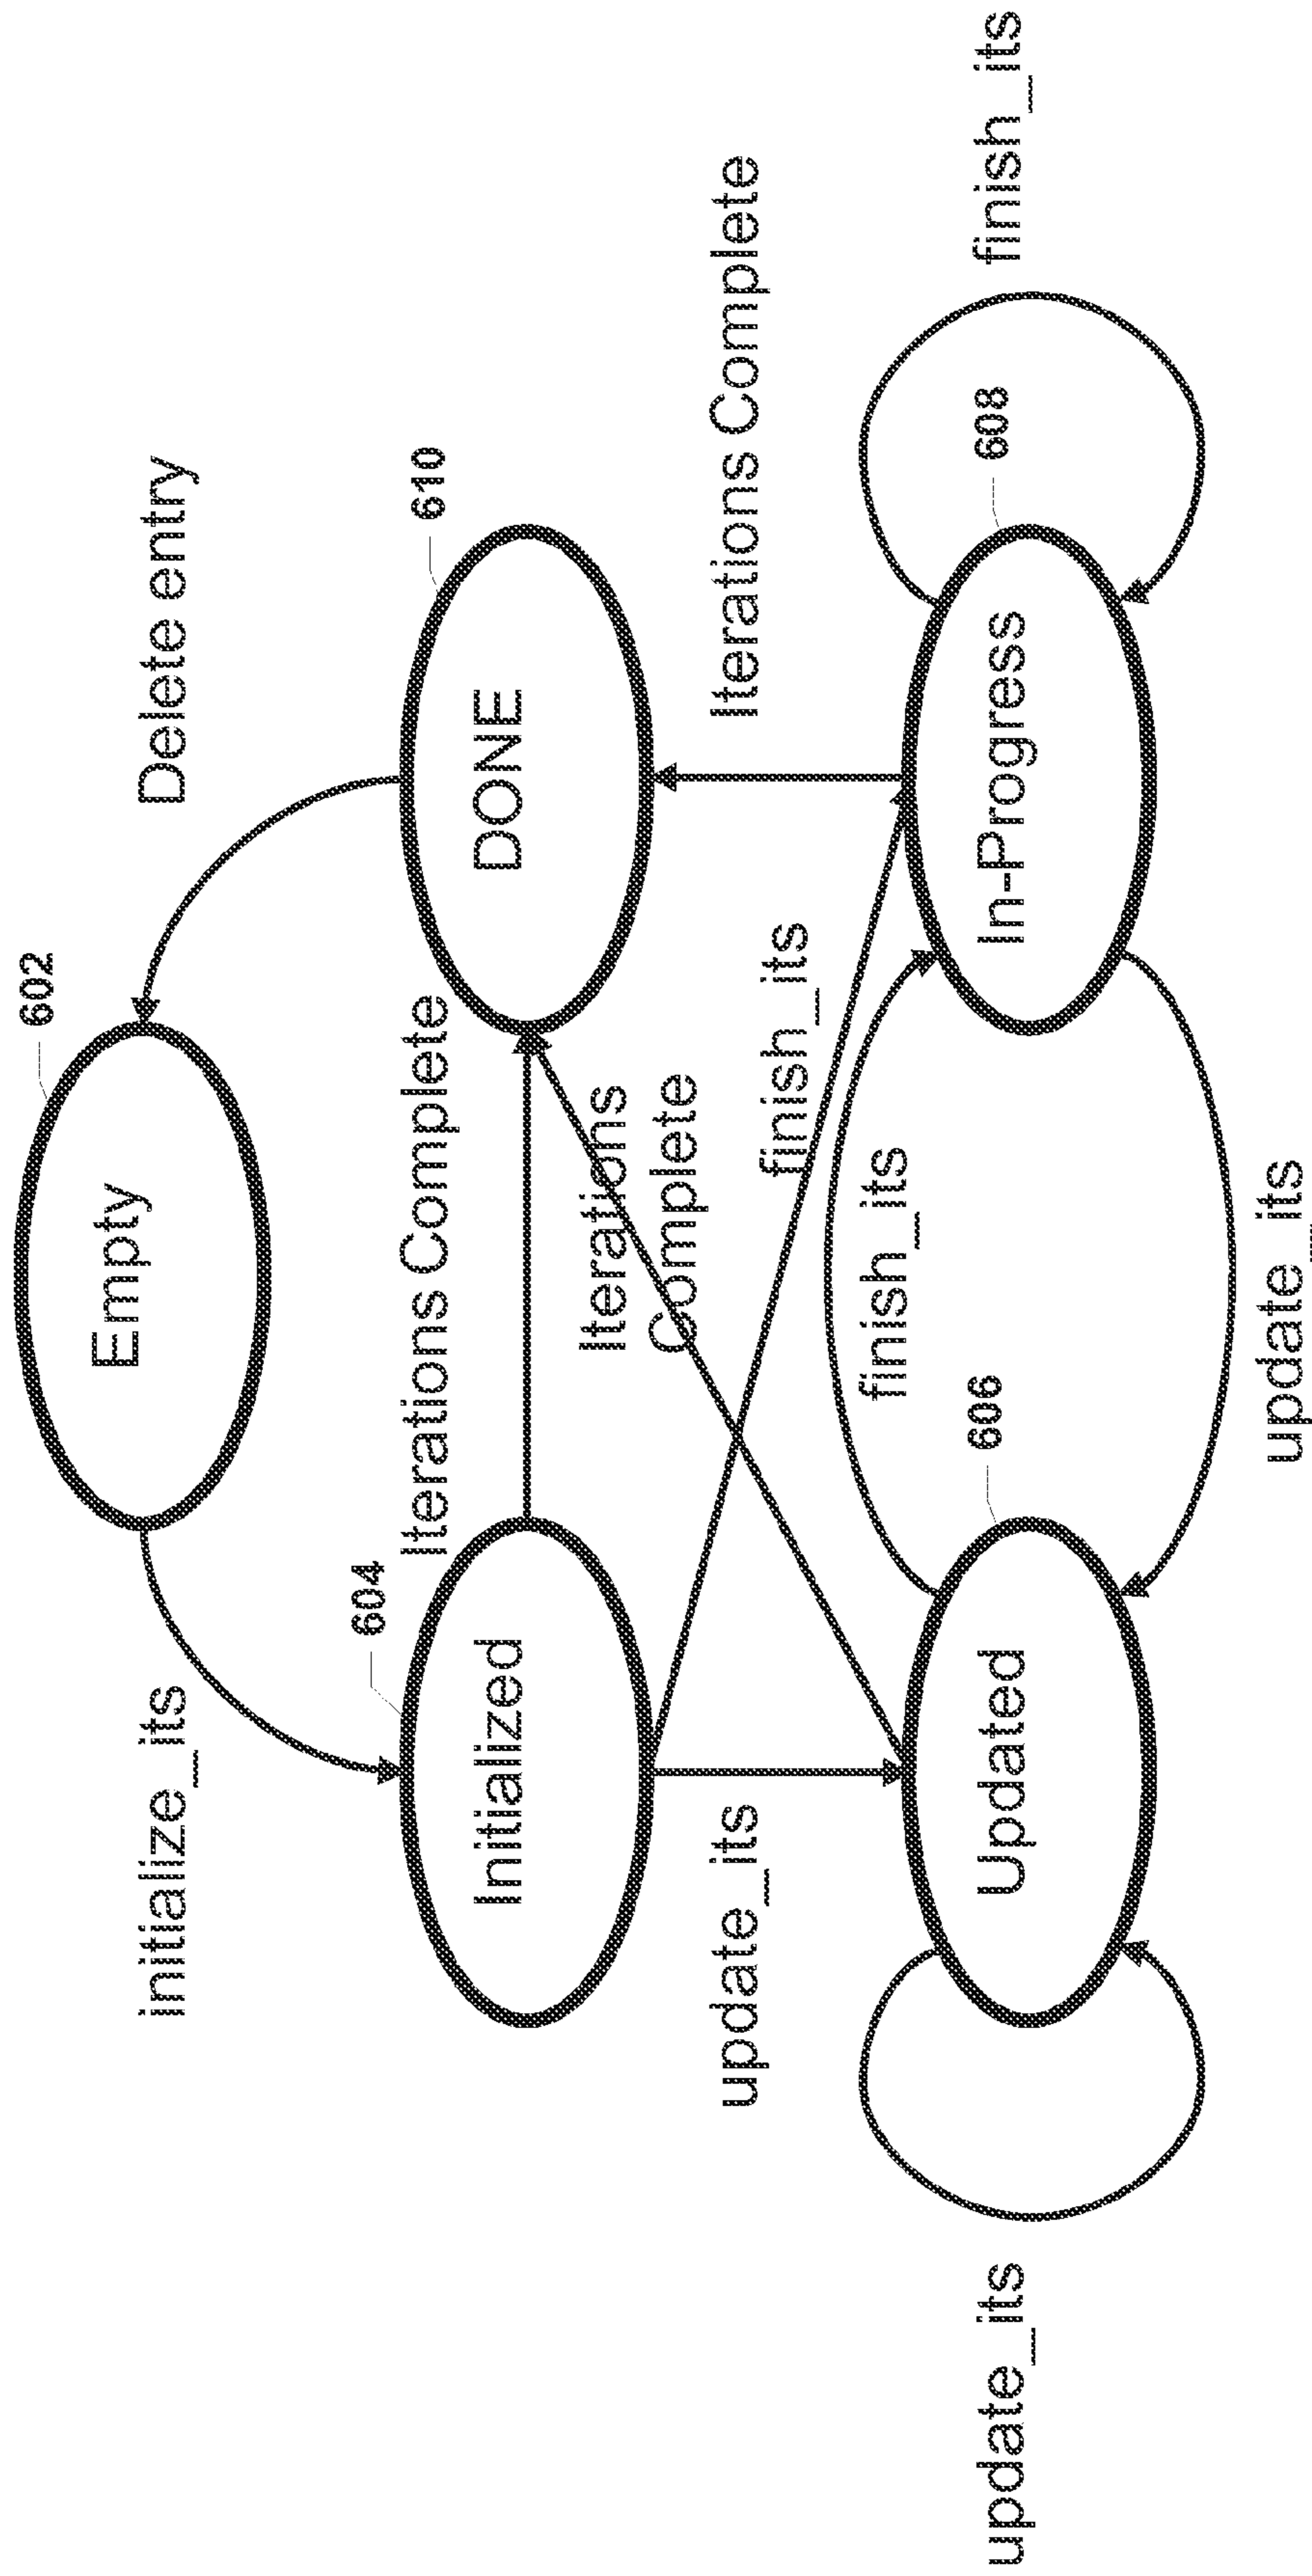 602
Empty
initialize_its
Delete entry
604
Initialized
Iterations Complete
610
DONE
Iterations
Complete
update_its
finish_its
Iterations Complete
606
Updated
finish_its
608
In-Progress
update_its
finish_its
update_its